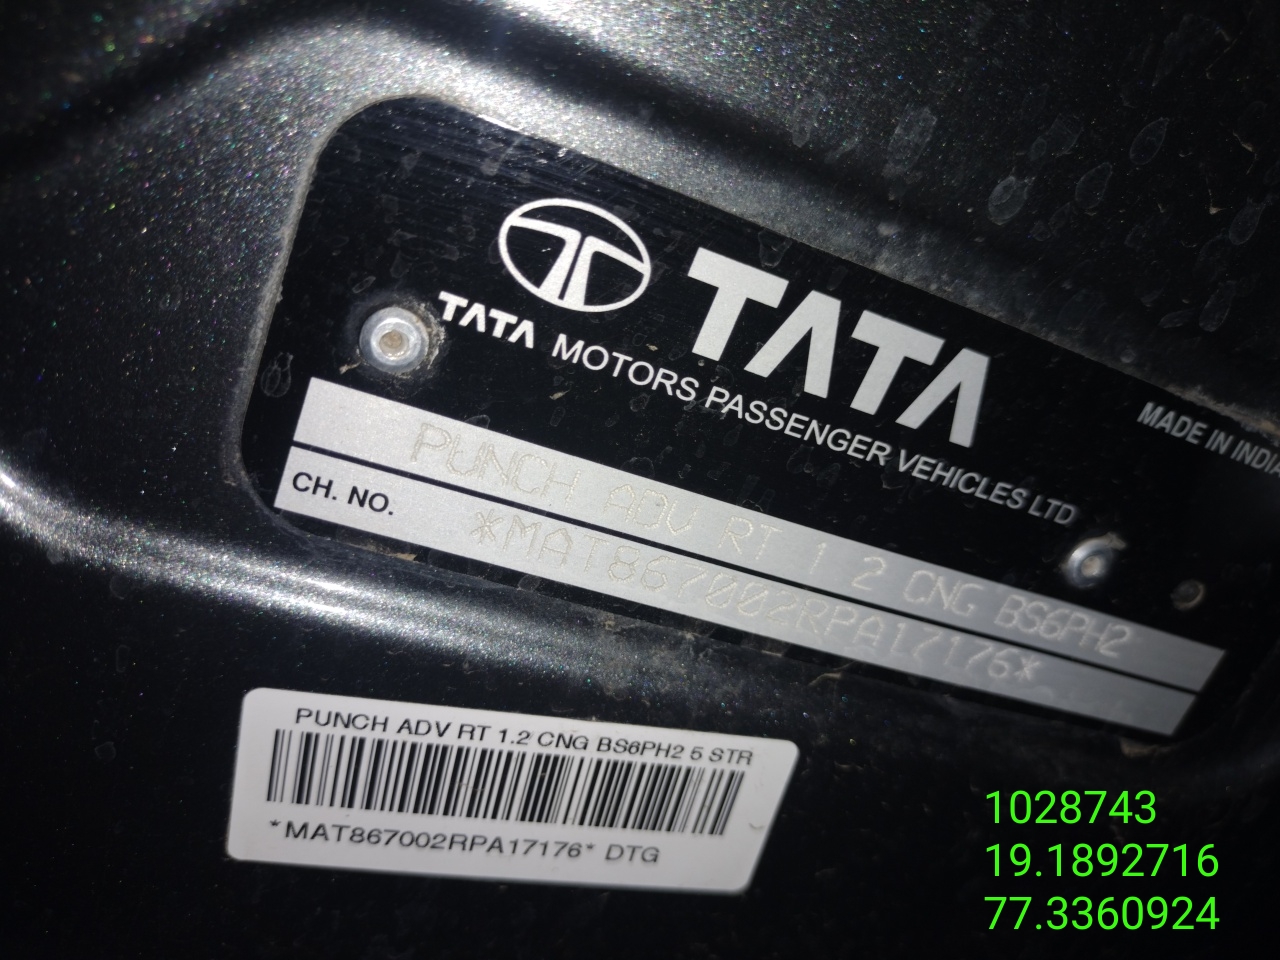 TATA
TATA MOTORS PASSENGER VEHICLES LTD
MADE IN INDIA
PUNCH ADV RT 1 2 CNG BS6PH2
CH. NO. *MAT867002RPA17176*
PUNCH ADV RT 1.2 CNG BS6PH2 5 STR
*MAT867002RPA17176* DTG
1028743
19.1892716
77.3360924